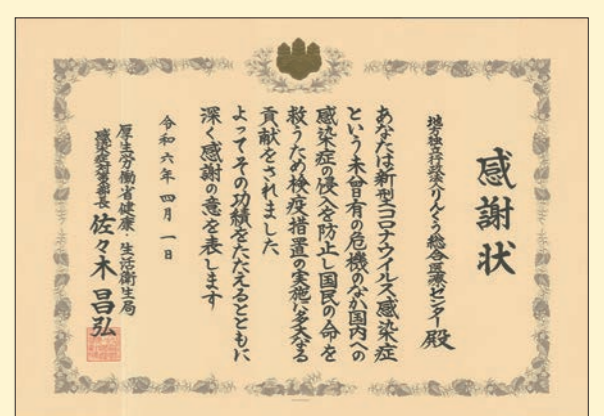 感謝状
地方独立行政法人りんくう総合医療センター殿
あなたは新型コロナウイルス感染症
という未曾有の危機のなか国内への
感染症の侵入を防止し国民の命を
救うため検疫措置の実施に多大なる
貢献をされました
よってその功績をたたえるとともに
深く感謝の意を表します
令和六年四月一日
厚生労働省健康・生活衛生局
感染症対策部長 佐々木昌弘